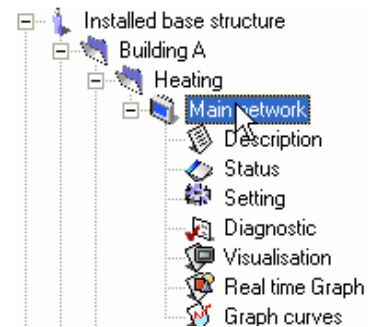 Installed base structure
Building A
Heating
Main network
Description
Status
Setting
Diagnostic
Visualisation
Real time Graph
Graph curves